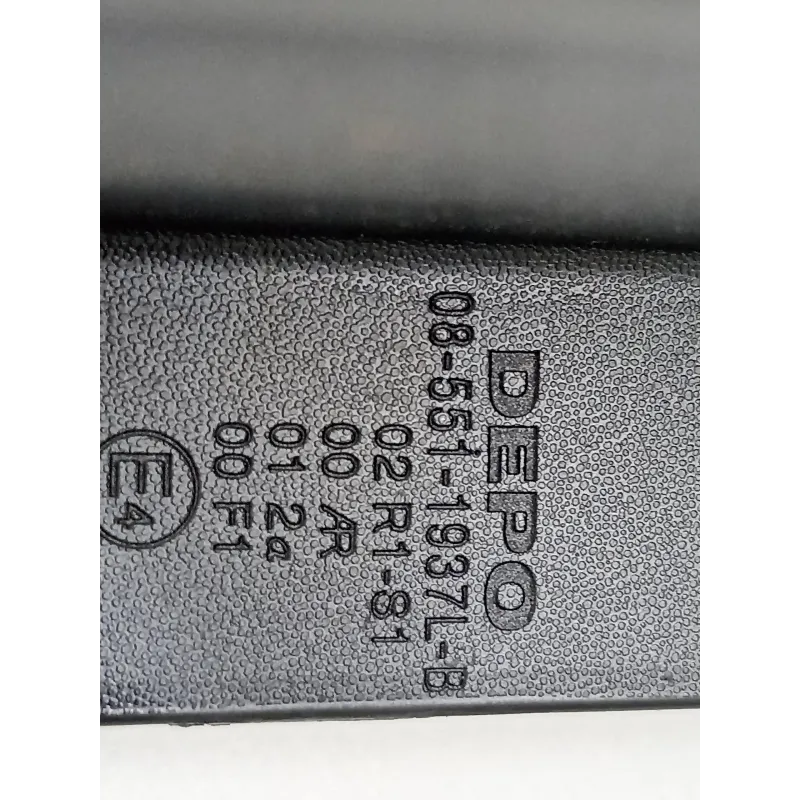 DEPO
08-551-1937L-B
02 R1-S1
00 AR
01 2a
00 F1
E4